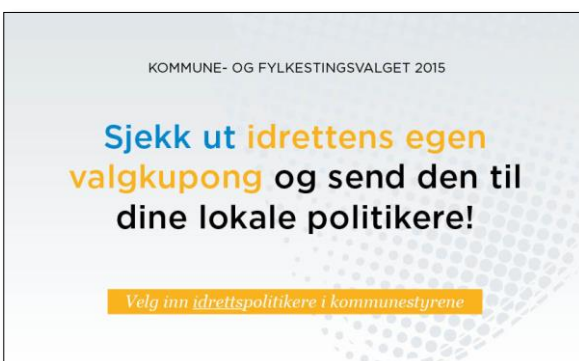 KOMMUNE- OG FYLKESTINGSVALGET 2015
Sjekk ut idrettens egen
valgkupong og send den til
dine lokale politikere!
Velg inn idrettspolitikere i kommunestyrene